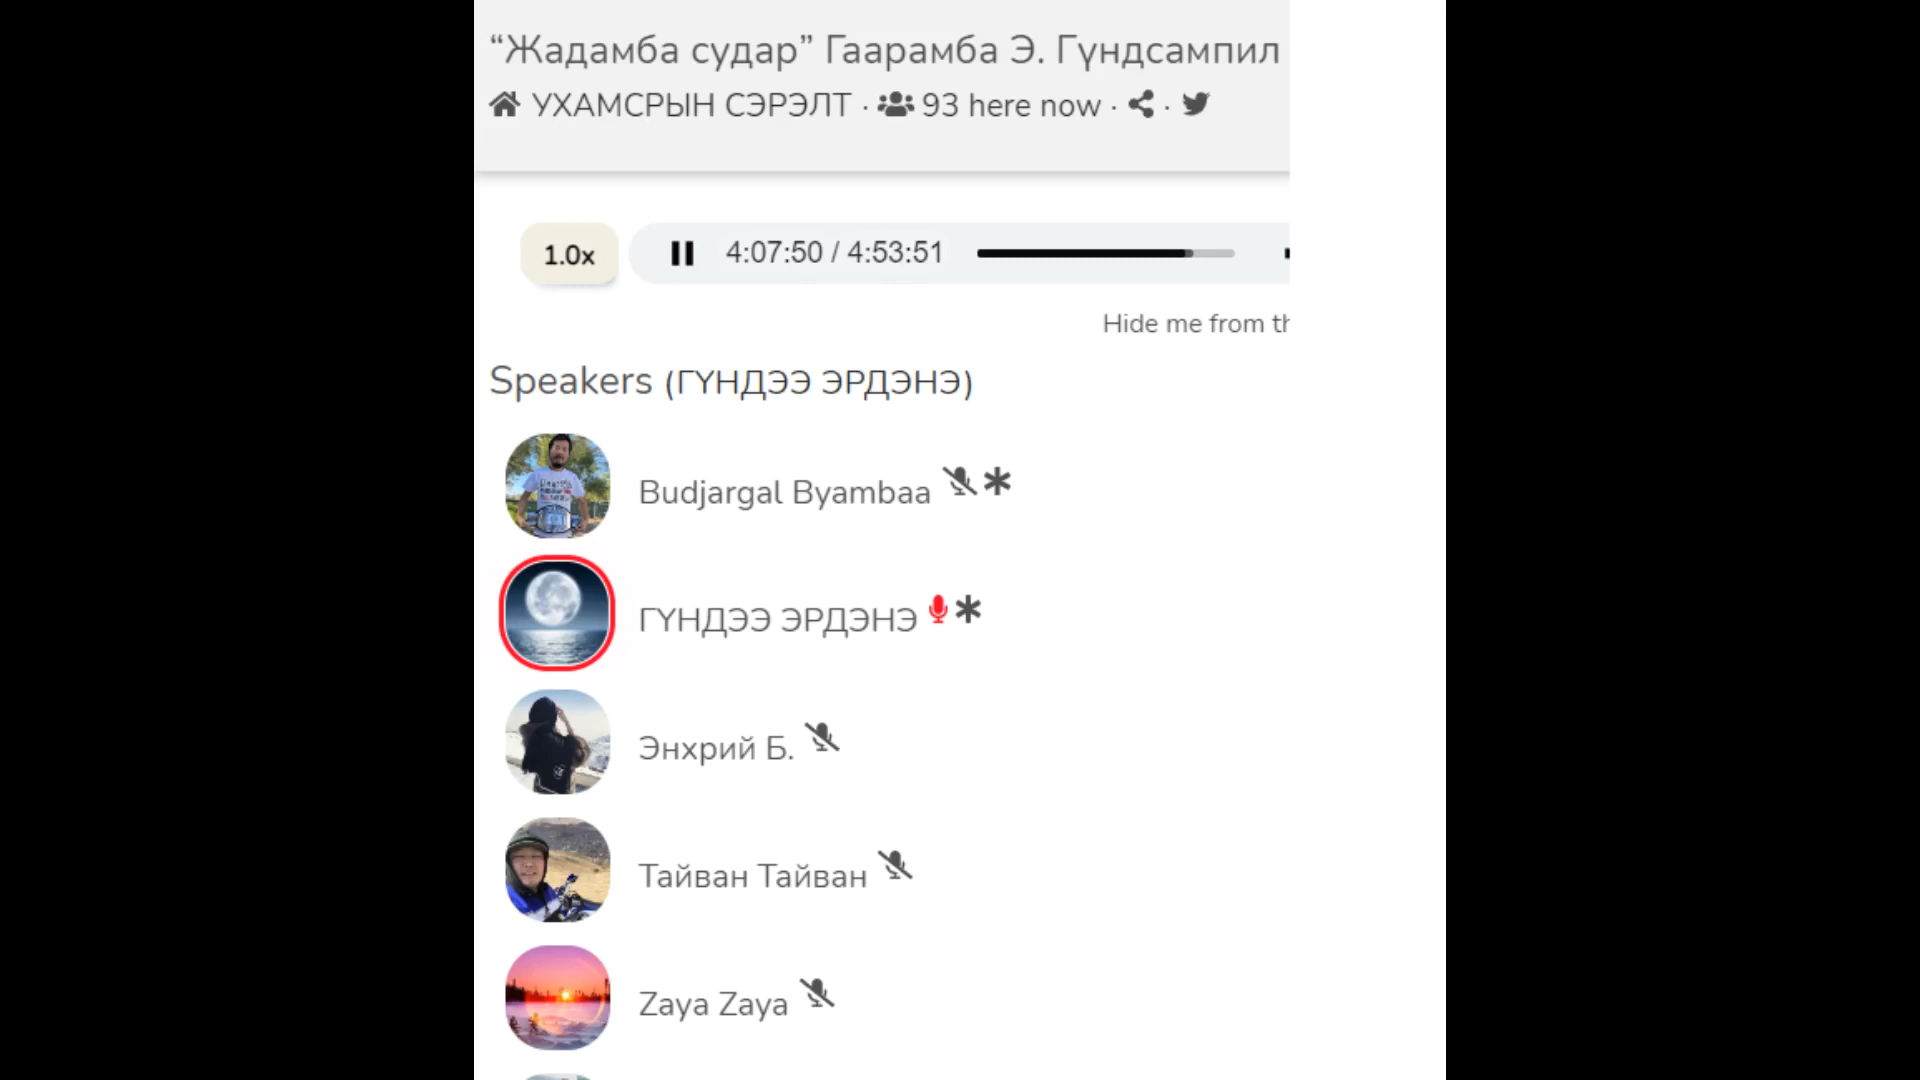 “Жадамба судар” Гаарамба Э. Гүндсампил
УХАМСРЫН СЭРЭЛТ · 93 here now · ·
1.0x
4:07:50 / 4:53:51
Hide me from
Speakers (ГҮНДЭЭ ЭРДЭНЭ)
Budjargal Byambaa
ГҮНДЭЭ ЭРДЭНЭ
Энхрий Б.
Тайван Тайван
Zaya Zaya